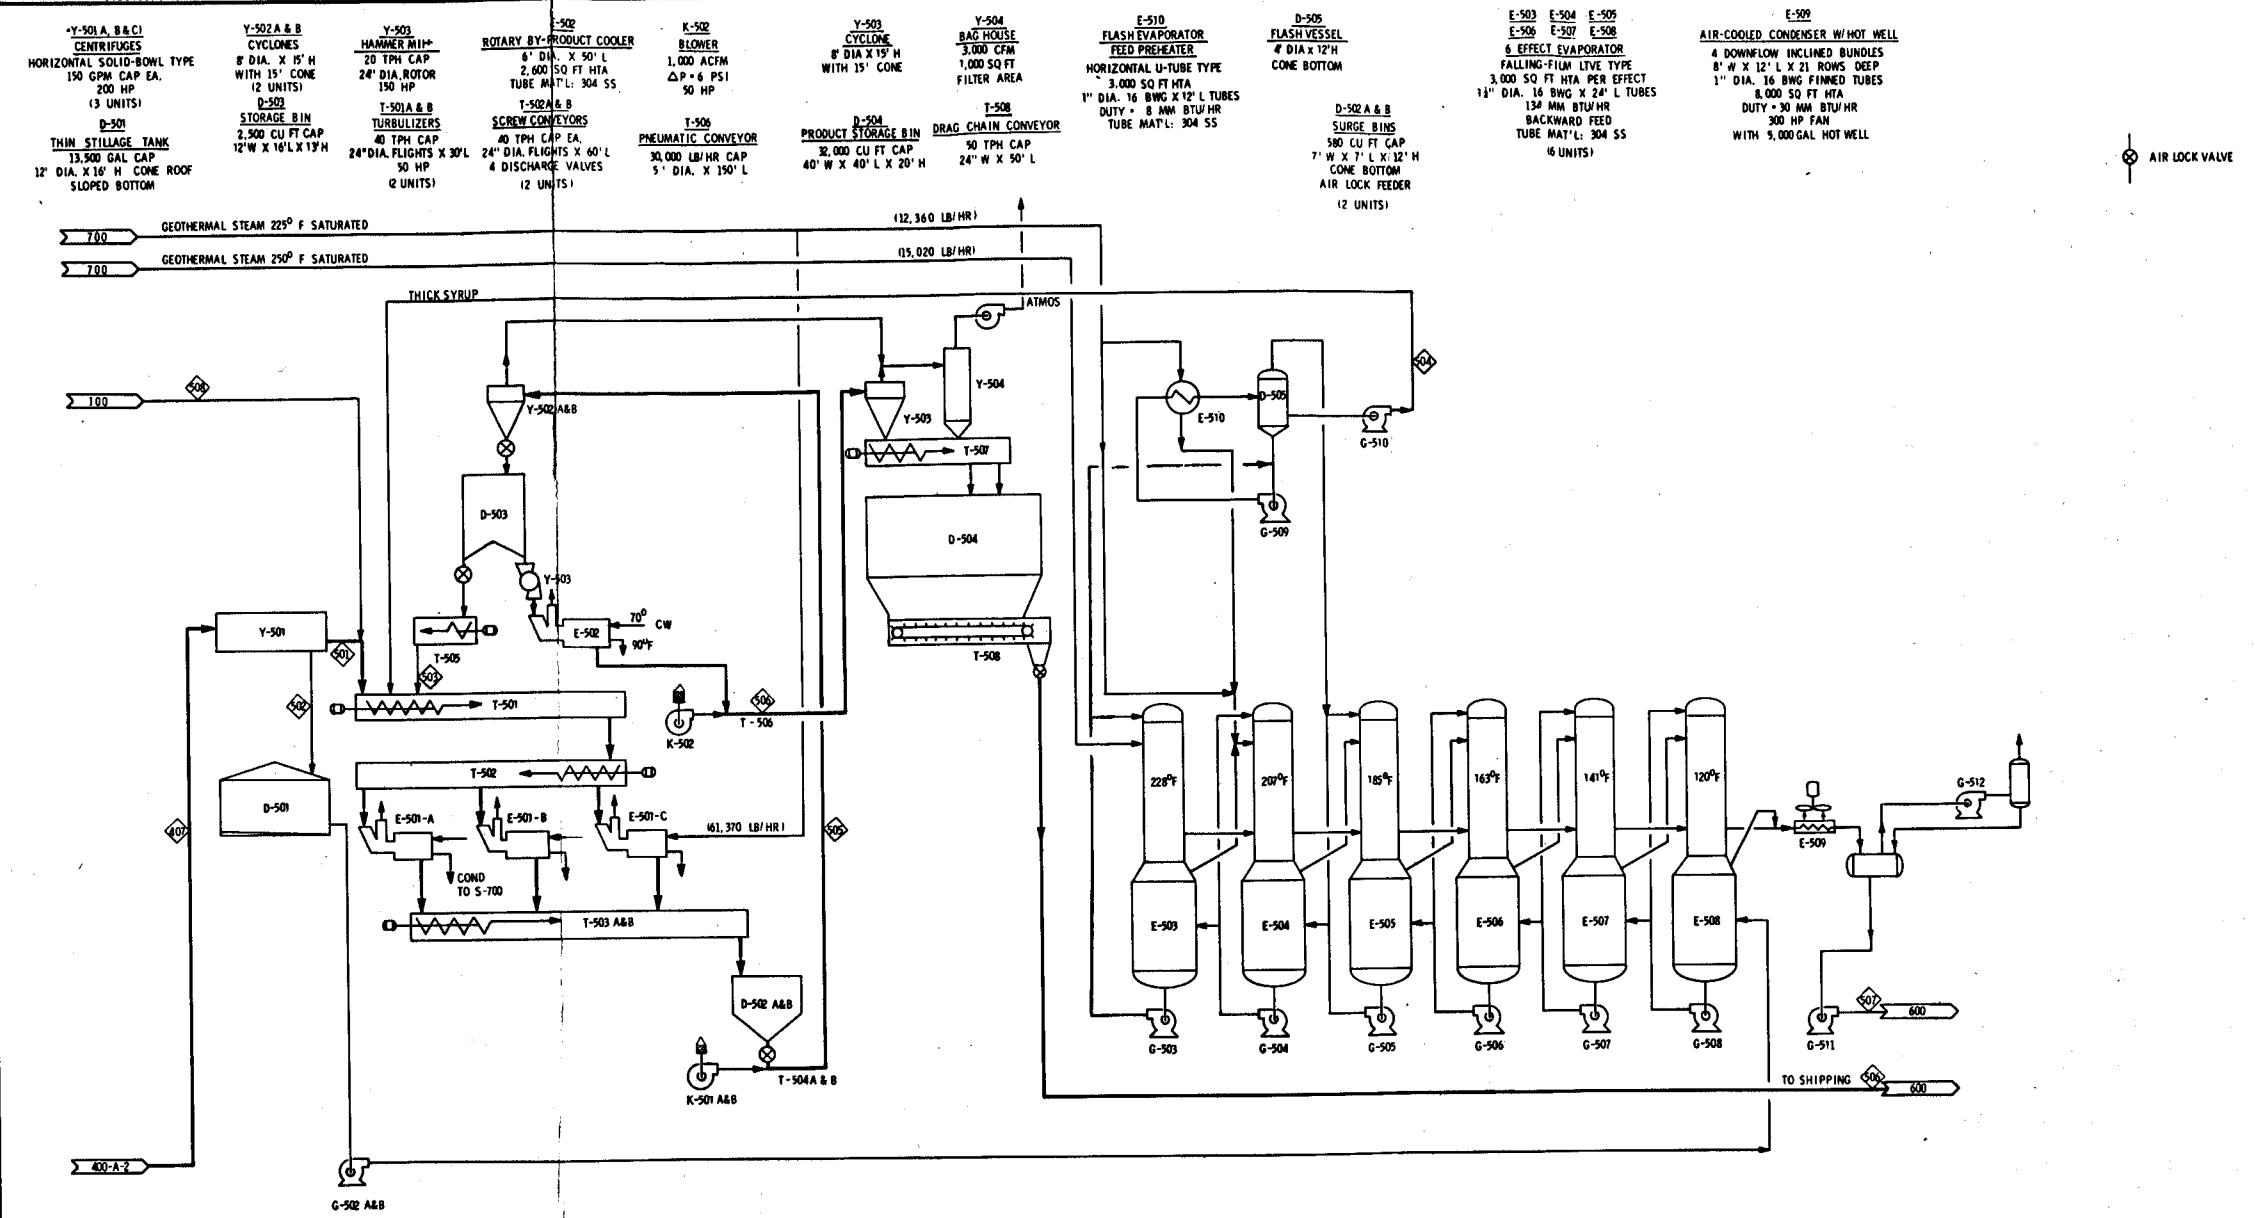 Y-501 A, B & C)
CENTRIFUGES
HORIZONTAL SOLID-BOWL TYPE
150 GPM CAP EA.
200 HP
(3 UNITS)
D-501
THIN STILLAGE TANK
13,500 GAL CAP
12' DIA. X 16' H CONE ROOF
SLOPED BOTTOM
Y-502 A & B
CYCLONES
8' DIA. X 15' H
WITH 15' CONE
(2 UNITS)
D-503
STORAGE BIN
2,500 CU FT CAP
12'W X 16'L X 13'H
Y-503
HAMMER
20 TPH CAP
24" DIA. ROTOR
150 HP
T-501A & B
TURBULIZERS
40 TPH CAP
24"DIA. FLIGHTS X 30'L
50 HP
(2 UNITS)
E-502
ROTARY BY-PRODUCT COOLER
6' DIA. X 50' L
2,600 SQ FT HTA
TUBE MAT'L: 304 SS
T-502A & B
SCREW CONVEYORS
40 TPH CAP EA.
24" DIA. FLIGHTS X 60' L
4 DISCHARGE VALVES
(2 UNITS)
K-502
BLOWER
1,000 ACFM
ΔP = 6 PSI
50 HP
T-506
PNEUMATIC CONVEYOR
30,000 LB/HR CAP
5' DIA. X 150' L
Y-503
CYCLONE
8' DIA X 15' H
WITH 15' CONE
D-504
PRODUCT STORAGE BIN
32,000 CU FT CAP
40' W X 40' L X 20' H
Y-504
BAG HOUSE
3,000 CFM
1,000 SQ FT
FILTER AREA
T-508
DRAG CHAIN CONVEYOR
50 TPH CAP
24" W X 50' L
E-510
FLASH EVAPORATOR
FEED PREHEATER
HORIZONTAL U-TUBE TYPE
3,000 SQ FT HTA
1" DIA. 16 BWG X 12' L TUBES
DUTY = 8 MM BTU/HR
TUBE MAT'L: 304 SS
D-505
FLASH VESSEL
4' DIA x 12'H
CONE BOTTOM
D-502 A & B
SURGE BINS
580 CU FT CAP
7' W X 7' L X 12' H
CONE BOTTOM
AIR LOCK FEEDER
(2 UNITS)
E-503 E-504 E-505
E-506 E-507 E-508
6 EFFECT EVAPORATOR
FALLING-FILM LTVE TYPE
3,000 SQ FT HTA PER EFFECT
DIA. 16 BWG X 24' L TUBES
MM BTU/HR
BACKWARD FEED
TUBE MAT'L: 304 SS
(6 UNITS)
E-509
AIR-COOLED CONDENSER W/HOT WELL
4 DOWNFLOW INCLINED BUNDLES
8' W X 12' L X 21 ROWS DEEP
1" DIA. 16 BWG FINNED TUBES
8,000 SQ FT HTA
DUTY = 30 MM BTU/HR
300 HP FAN
WITH 5,000 GAL HOT WELL
AIR LOCK VALVE
700
GEOTHERMAL STEAM 225° F SATURATED
(12,360 LB/HR)
700
GEOTHERMAL STEAM 250° F SATURATED
(15,020 LB/HR)
THICK SYRUP
ATMOS
504
508
100
Y-502 A&B
Y-503
Y-504
E-510
D-505
G-510
T-507
D-503
D-504
G-509
Y-503
Y-501
T-505
E-502
70°
CW
90°F
T-508
501
503
502
T-501
K-502
506
T-506
T-502
228°F
207°F
185°F
163°F
141°F
120°F
G-512
D-501
407
E-501-A
E-501-B
E-501-C
(61,370 LB/HR)
505
E-509
COND
TO S-700
T-503 A&B
E-503
E-504
E-505
E-506
E-507
E-508
D-502 A&B
507
600
G-503
G-504
G-505
G-506
G-507
G-508
G-511
T-504A & B
K-501 A&B
TO SHIPPING
506
600
400-A-2
G-502 A&B